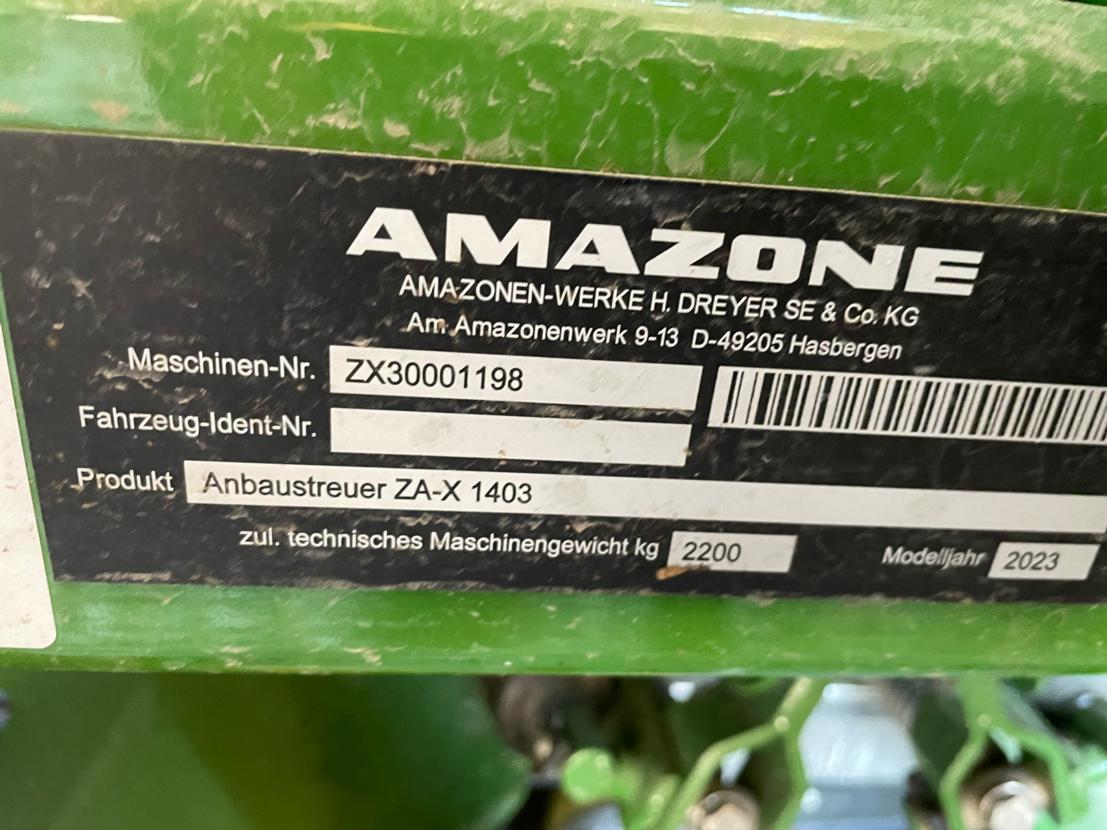 AMAZONE
AMAZONEN-WERKE H. DREYER SE & Co. KG
Am Amazonenwerk 9-13 D-49205 Hasbergen
Maschinen-Nr. ZX30001198
Fahrzeug-Ident-Nr.
Produkt Anbaustreuer ZA-X 1403
zul. technisches Maschinengewicht kg 2200 Modelljahr 2023